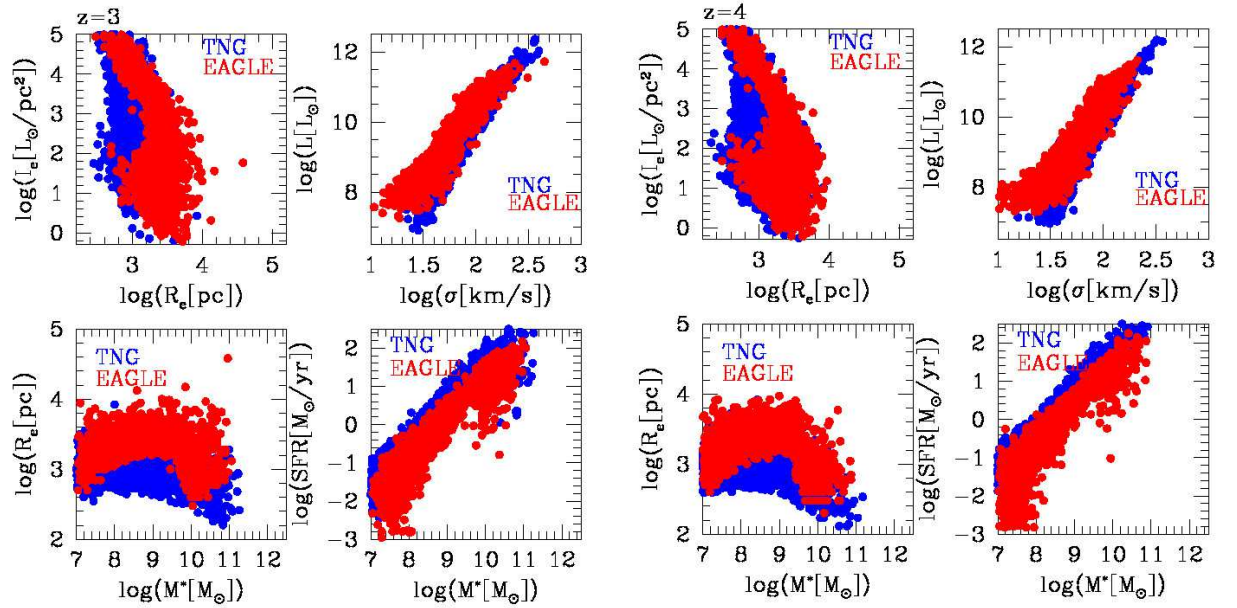 z=3
TNG
EAGLE
log(I_e[L_⊙/pc²])
5
4
3
2
1
0
3
4
5
log(R_e[pc])
TNG
EAGLE
log(L[L_⊙])
12
10
8
1
1.5
2
2.5
3
log(σ[km/s])
TNG
EAGLE
log(R_e[pc])
5
4
3
2
7
8
9
10
11
12
log(M*[M_⊙])
TNG
EAGLE
log(SFR[M_⊙/yr])
2
1
0
−1
−2
−3
7
8
9
10
11
12
log(M*[M_⊙])
z=4
TNG
EAGLE
log(I_e[L_⊙/pc²])
5
4
3
2
1
0
3
4
5
log(R_e[pc])
TNG
EAGLE
log(L[L_⊙])
12
10
8
1
1.5
2
2.5
3
log(σ[km/s])
TNG
EAGLE
log(R_e[pc])
5
4
3
2
7
8
9
10
11
12
log(M*[M_⊙])
TNG
EAGLE
log(SFR[M_⊙/yr])
2
1
0
−1
−2
−3
7
8
9
10
11
12
log(M*[M_⊙])